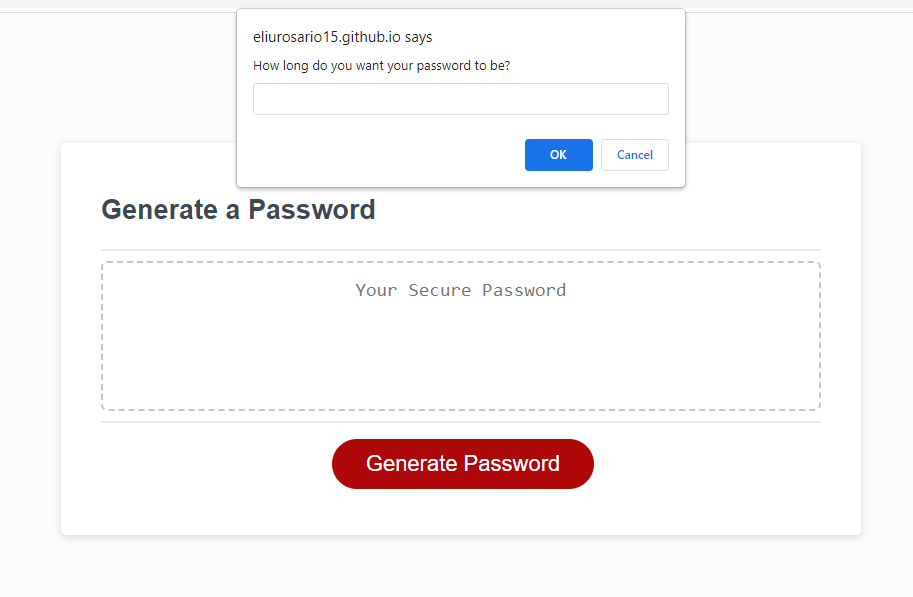 eliurosario15.github.io says
How long do you want your password to be?
OK
Cancel
Generate a Password
Your Secure Password
Generate Password